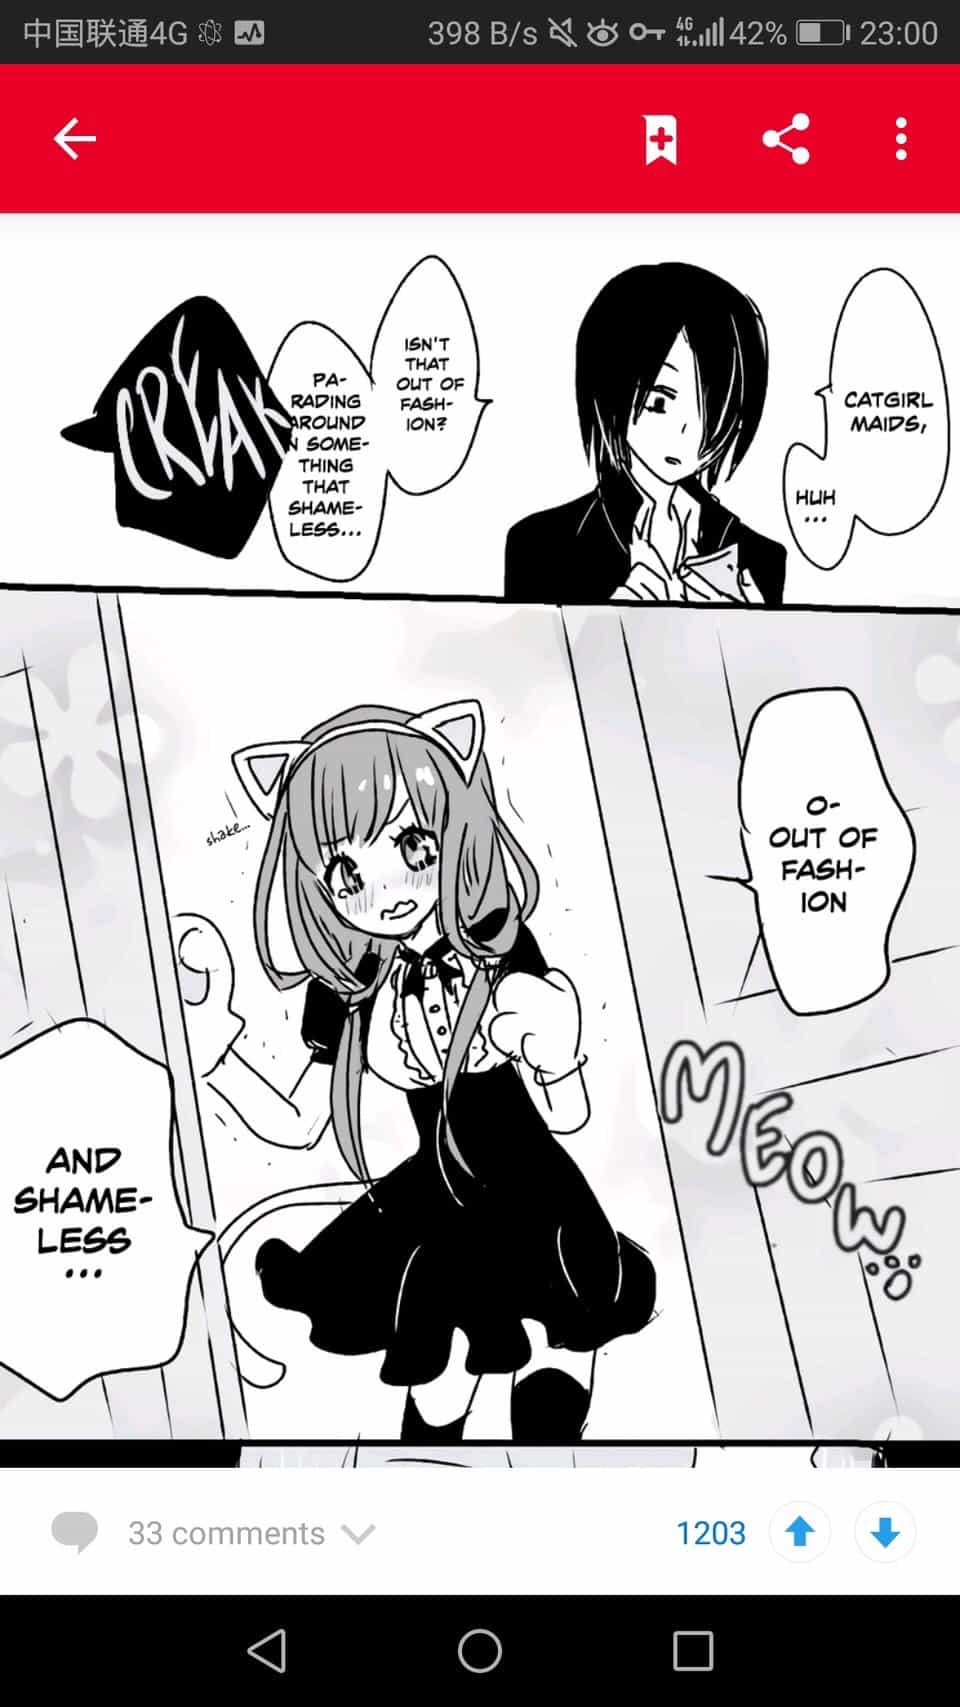 中国联通4G
398 B/s
4G
42%
23:00
CATGIRL
MAIDS,
HUH
...
ISN'T
THAT
OUT OF
FASH-
ION?
PA-
RADING
AROUND
N SOME-
THING
THAT
SHAME-
LESS...
CREAK
O-
OUT OF
FASH-
ION
shake...
MEOW
AND
SHAME-
LESS
...
33 comments
1203